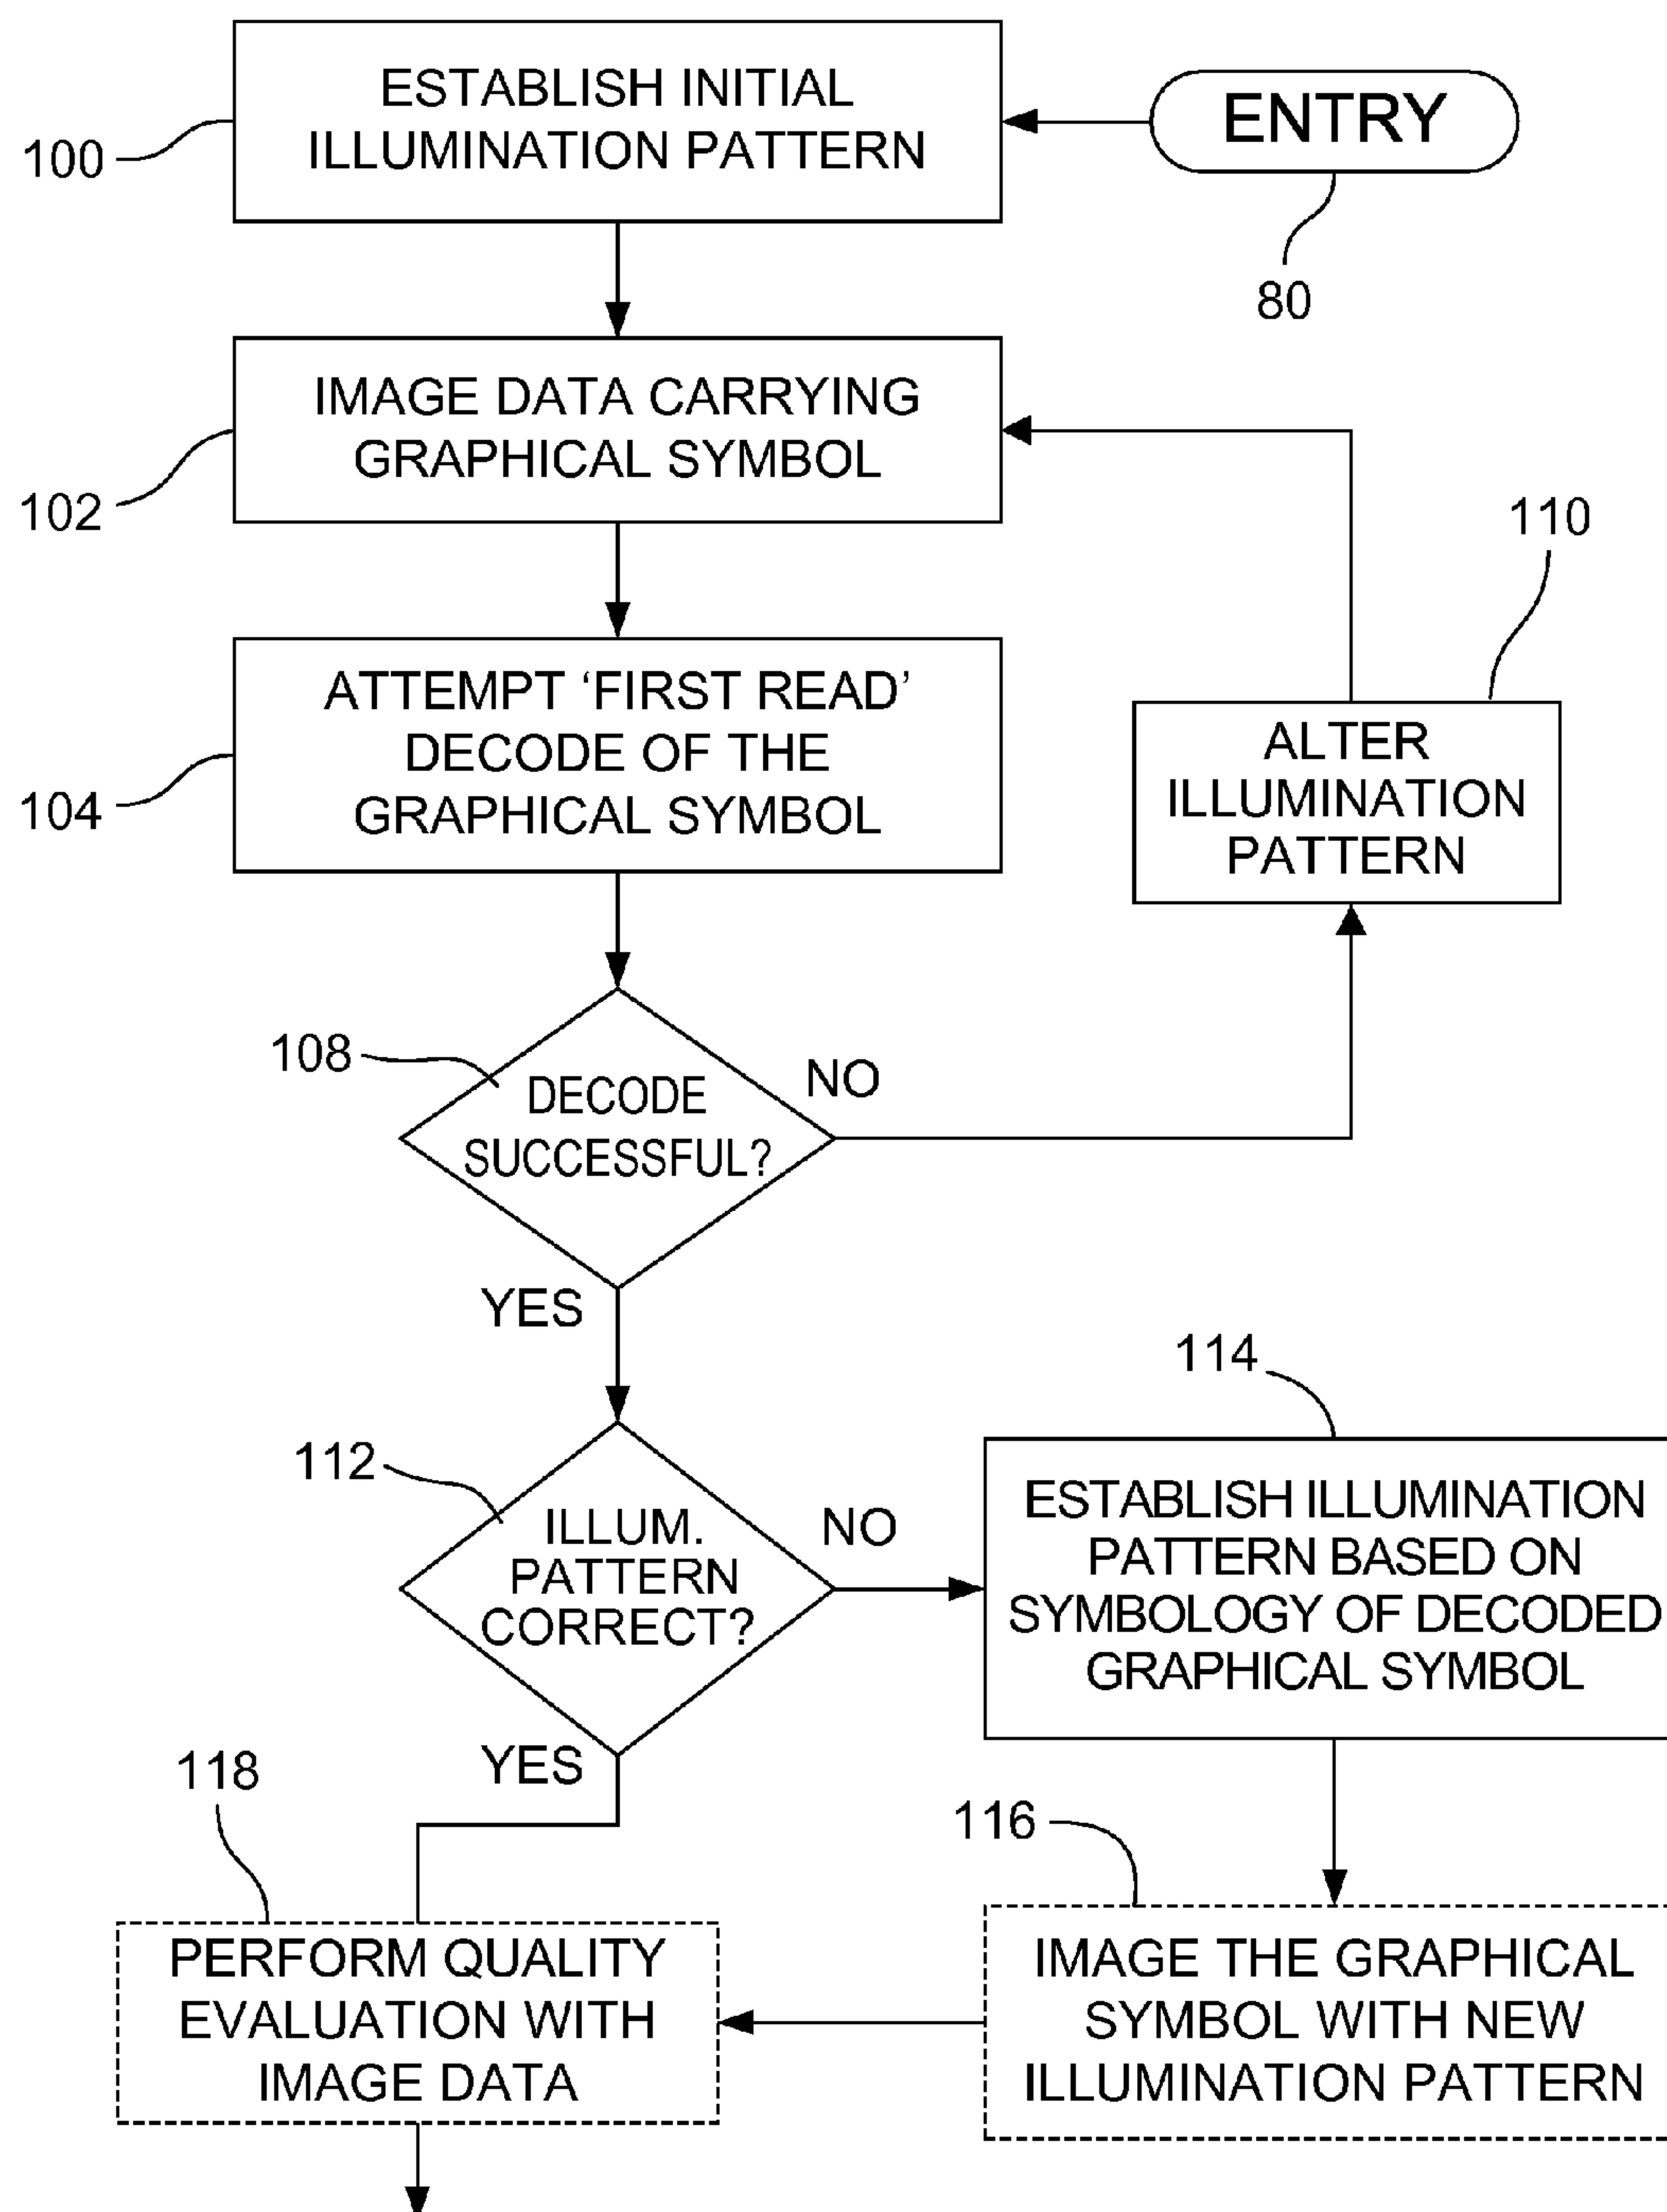 ESTABLISH INITIAL
ILLUMINATION PATTERN
100
ENTRY
80
IMAGE DATA CARRYING
GRAPHICAL SYMBOL
102
110
ATTEMPT ‘FIRST READ’
DECODE OF THE
GRAPHICAL SYMBOL
104
ALTER
ILLUMINATION
PATTERN
108
DECODE
SUCCESSFUL?
NO
YES
112
ILLUM.
PATTERN
CORRECT?
NO
114
ESTABLISH ILLUMINATION
PATTERN BASED ON
SYMBOLOGY OF DECODED
GRAPHICAL SYMBOL
YES
118
116
PERFORM QUALITY
EVALUATION WITH
IMAGE DATA
IMAGE THE GRAPHICAL
SYMBOL WITH NEW
ILLUMINATION PATTERN